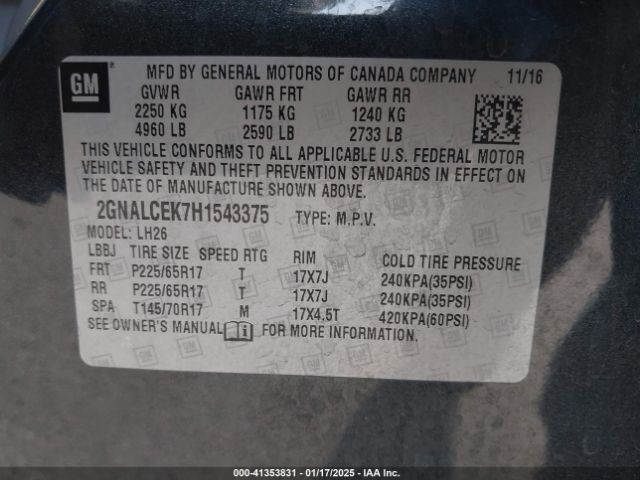 GM
MFD BY GENERAL MOTORS OF CANADA COMPANY 11/16
GVWR GAWR FRT GAWR RR
2250 KG 1175 KG 1240 KG
4960 LB 2590 LB 2733 LB
THIS VEHICLE CONFORMS TO ALL APPLICABLE U.S. FEDERAL MOTOR
VEHICLE SAFETY AND THEFT PREVENTION STANDARDS IN EFFECT ON
THE DATE OF MANUFACTURE SHOWN ABOVE.
2GNALCEK7H1543375 TYPE: M.P.V.
MODEL: LH26
LBBJ TIRE SIZE SPEED RTG RIM COLD TIRE PRESSURE
FRT P225/65R17 T 17X7J 240KPA(35PSI)
RR P225/65R17 T 17X7J 240KPA(35PSI)
SPA T145/70R17 M 17X4.5T 420KPA(60PSI)
SEE OWNER'S MANUAL FOR MORE INFORMATION.
000-41353831 - 01/17/2025 - IAA Inc.